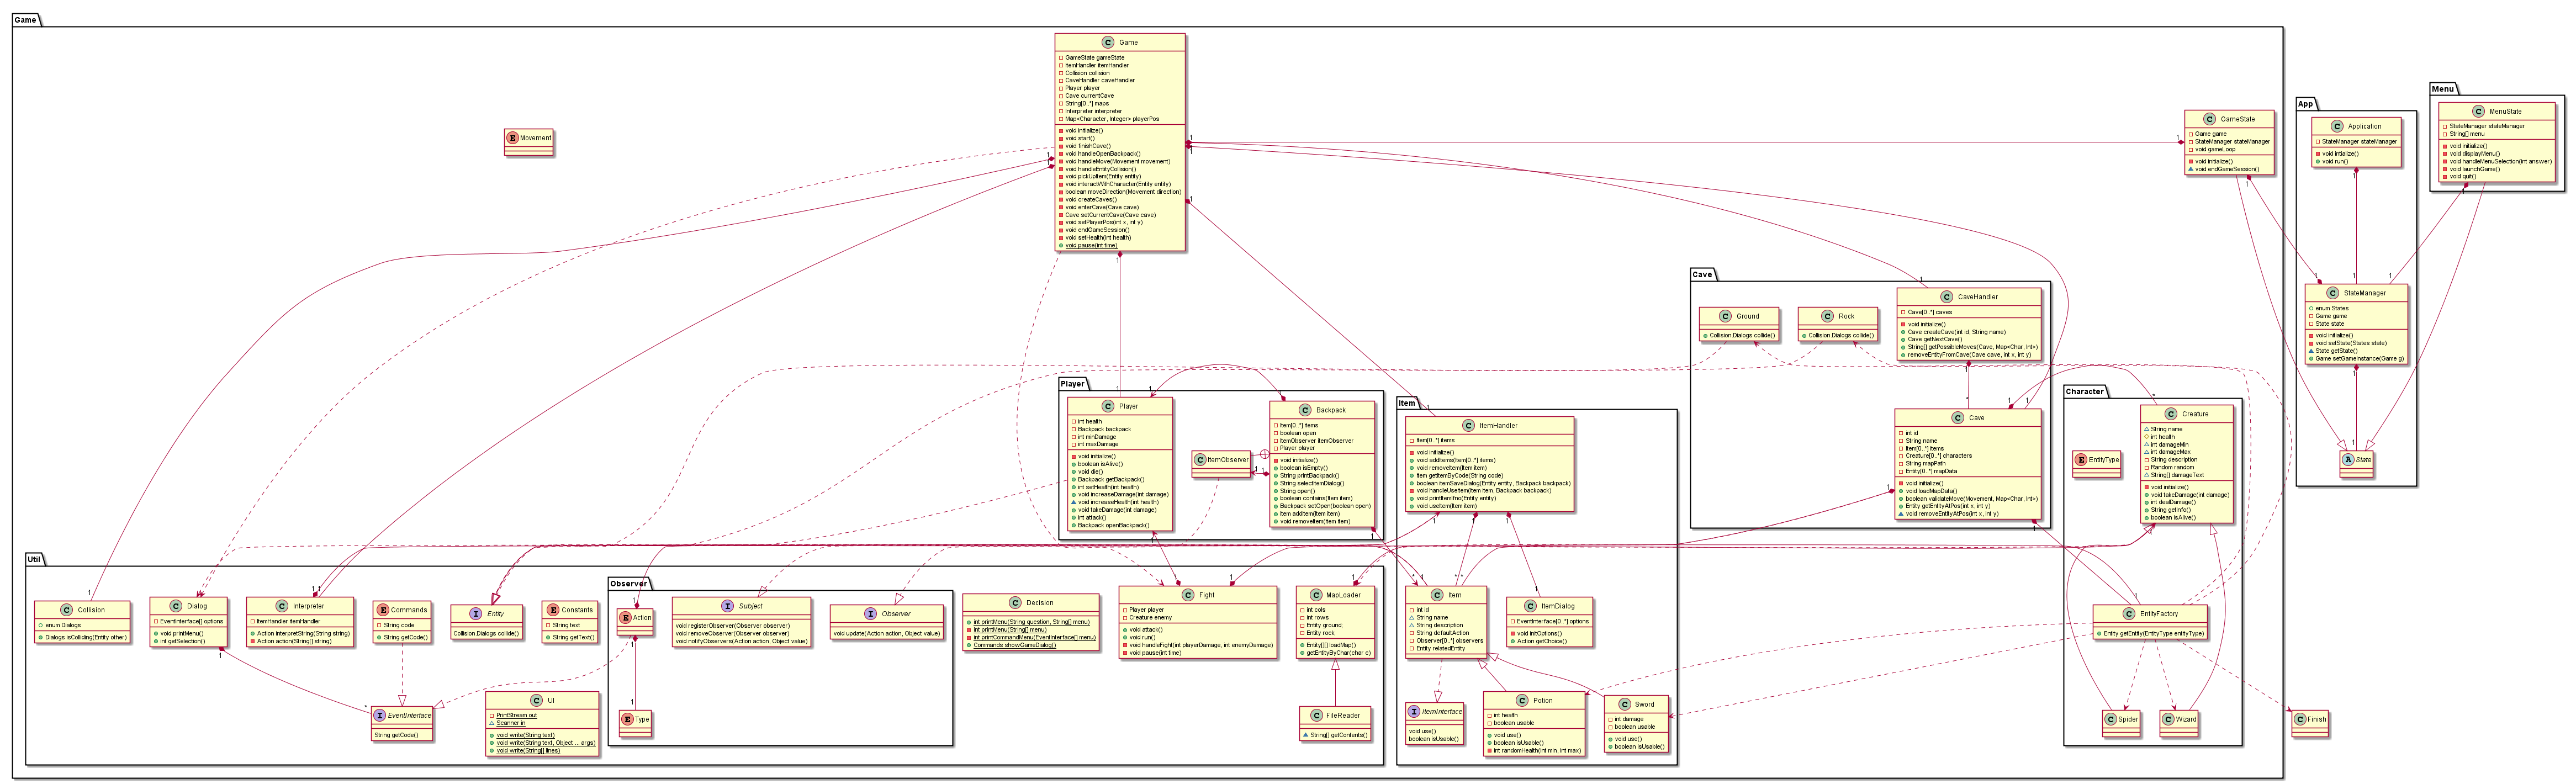 Game
C Game
GameState gameState
ItemHandler itemHandler
Collision collision
CaveHandler caveHandler
Player player
Cave currentCave
String[0..*] maps
Interpreter interpreter
Map<Character, Integer> playerPos
void initialize()
void start()
void finishCave()
void handleOpenBackpack()
void handleMove(Movement movement)
void handleEntityCollision()
void pickUpItem(Entity entity)
void interactWithCharacter(Entity entity)
boolean moveDirection(Movement direction)
void createCaves()
void enterCave(Cave cave)
Cave setCurrentCave(Cave cave)
void setPlayerPos(int x, int y)
void endGameSession()
void setHealth(int health)
void pause(int time)
E Movement
C GameState
Game game
StateManager stateManager
void gameLoop
void initialize()
void endGameSession()
App
C Application
StateManager stateManager
void intialize()
void run()
C StateManager
enum States
Game game
State state
void initialize()
void setState(States state)
State getState()
Game setGameInstance(Game g)
A State
Menu
C MenuState
StateManager stateManager
String[] menu
void initialize()
void displayMenu()
void handleMenuSelection(int answer)
void launchGame()
void quit()
Cave
C Ground
Collision.Dialogs collide()
C Rock
Collision.Dialogs collide()
C CaveHandler
Cave[0..*] caves
void initialize()
Cave createCave(int id, String name)
Cave getNextCave()
String[] getPossibleMoves(Cave, Map<Char, Int>)
removeEntityFromCave(Cave cave, int x, int y)
C Cave
int id
String name
Item[0..*] items
Creature[0..*] characters
String mapPath
Entity[0..*] mapData
void initialize()
void loadMapData()
boolean validateMove(Movement, Map<Char, Int>)
Entity getEntityAtPos(int x, int y)
void removeEntityAtPos(int x, int y)
Player
C Player
int health
Backpack backpack
int minDamage
int maxDamage
void initialize()
boolean isAlive()
void die()
Backpack getBackpack()
int setHealth(int health)
void increaseDamage(int damage)
void increaseHealth(int health)
void takeDamage(int damage)
int attack()
Backpack openBackpack()
C ItemObserver
C Backpack
Item[0..*] items
boolean open
ItemObserver itemObserver
Player player
void initialize()
boolean isEmpty()
String printBackpack()
String selectItemDialog()
String open()
boolean contains(Item item)
Backpack setOpen(boolean open)
Item addItem(Item item)
void removeItem(Item item)
Item
C ItemHandler
Item[0..*] items
void initialize()
void addItems(Item[0..*] items)
void removeItem(Item item)
Item getItemByCode(String code)
boolean itemSaveDialog(Entity entity, Backpack backpack)
void handleUseItem(Item item, Backpack backpack)
void printItemInfo(Entity entity)
void useItem(Item item)
C Item
int id
String name
String description
String defaultAction
Observer[0..*] observers
Entity relatedEntity
C ItemDialog
EventInterface[0..*] options
void initOptions()
Action getChoice()
I ItemInterface
void use()
boolean isUsable()
C Potion
int health
boolean usable
void use()
boolean isUsable()
int randomHealth(int min, int max)
C Sword
int damage
boolean usable
void use()
boolean isUsable()
Character
E EntityType
C Creature
String name
int health
int damageMin
int damageMax
String description
Random random
String[] damageText
void initialize()
void takeDamage(int damage)
int dealDamage()
String getInfo()
boolean isAlive()
C EntityFactory
Entity getEntity(EntityType entityType)
C Spider
C Wizard
C Finish
Util
C Collision
enum Dialogs
Dialogs isColliding(Entity other)
C Dialog
EventInterface[] options
void printMenu()
int getSelection()
C Interpreter
ItemHandler itemHandler
Action interpretString(String string)
Action action(String[] string)
E Commands
String code
String getCode()
I Entity
Collision.Dialogs collide()
E Constants
String text
String getText()
I EventInterface
String getCode()
C UI
PrintStream out
Scanner in
void write(String text)
void write(String text, Object ... args)
void write(String[] lines)
Observer
E Action
E Type
I Subject
void registerObserver(Observer observer)
void removeObserver(Observer observer)
void notifyObservers(Action action, Object value)
I Observer
void update(Action action, Object value)
C Decision
int printMenu(String question, String[] menu)
int printMenu(String[] menu)
int printCommandMenu(EventInterface[] menu)
Commands showGameDialog()
C Fight
Player player
Creature enemy
void attack()
void run()
void handleFight(int playerDamage, int enemyDamage)
void pause(int time)
C MapLoader
int cols
int rows
Entity ground;
Entity rock;
Entity[][] loadMap()
getEntityByChar(char c)
C FileReader
String[] getContents()